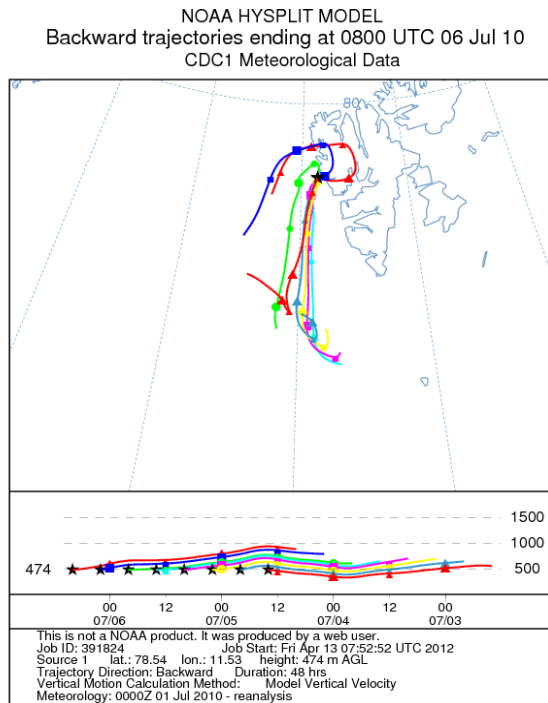 NOAA HYSPLIT MODEL
Backward trajectories ending at 0800 UTC 06 Jul 10
CDC1 Meteorological Data
80
1500
1000
474 500
00 12 00 12 00 12 00
07/06 07/05 07/04 07/03
This is not a NOAA product. It was produced by a web user.
Job ID: 391824 Job Start: Fri Apr 13 07:52:52 UTC 2012
Source 1 lat.: 78.54 lon.: 11.53 height: 474 m AGL
Trajectory Direction: Backward Duration: 48 hrs
Vertical Motion Calculation Method: Model Vertical Velocity
Meteorology: 0000Z 01 Jul 2010 - reanalysis